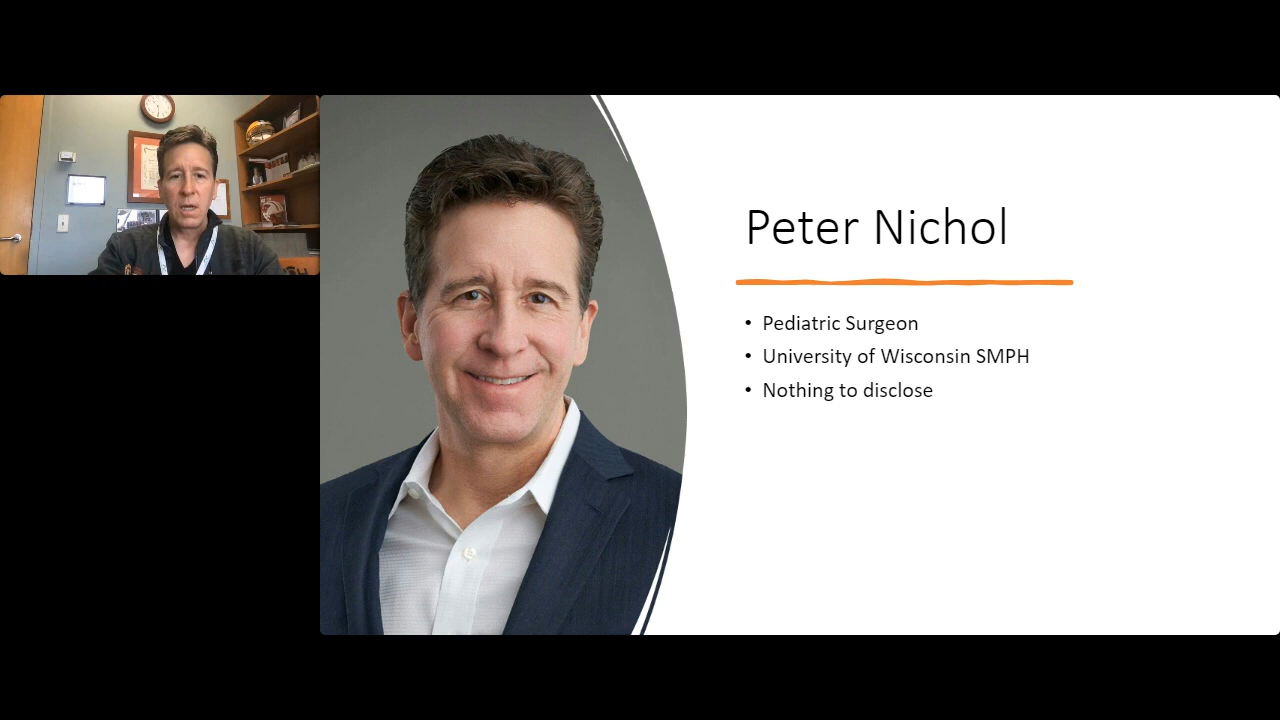 Peter Nichol
• Pediatric Surgeon
• University of Wisconsin SMPH
• Nothing to disclose